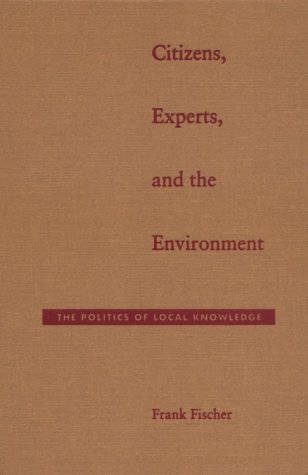 Citizens,
Experts,
and the
Environment
THE POLITICS OF LOCAL KNOWLEDGE
Frank Fischer